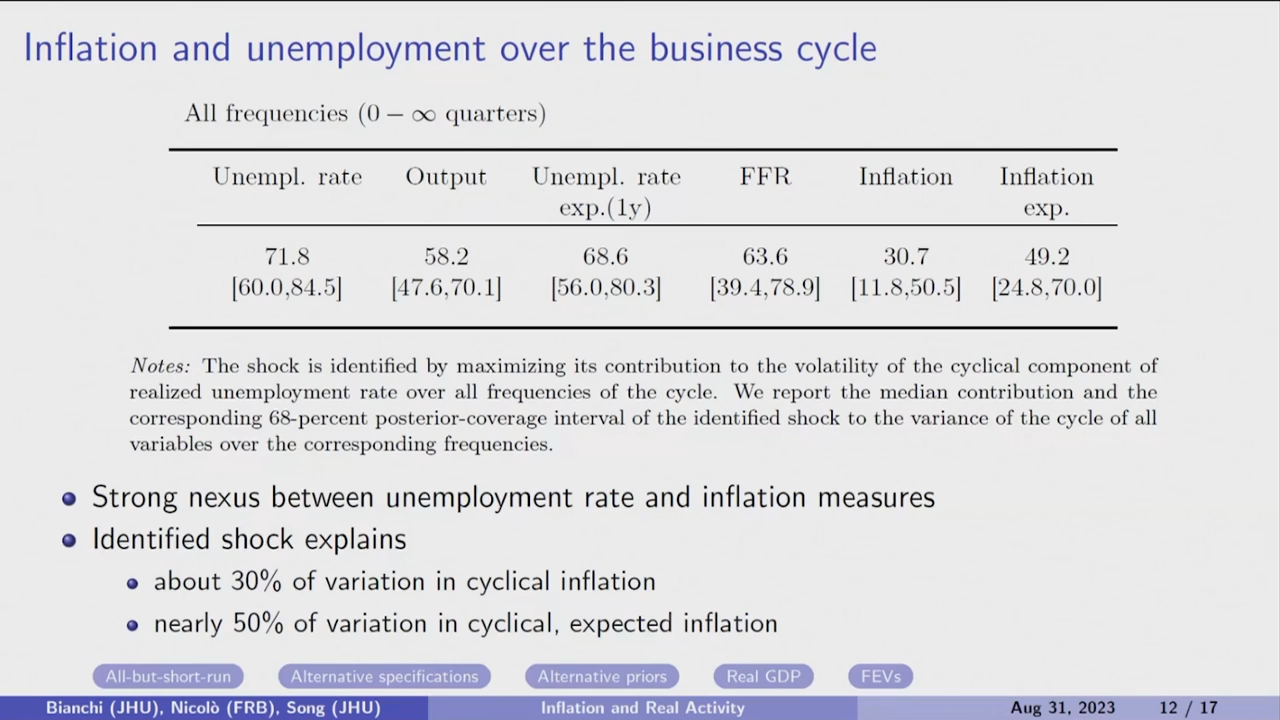 Inflation and unemployment over the business cycle
All frequencies (0 − ∞ quarters)
Unempl. rate Output Unempl. rate FFR Inflation Inflation
exp.(1y) exp.
71.8 58.2 68.6 63.6 30.7 49.2
[60.0,84.5] [47.6,70.1] [56.0,80.3] [39.4,78.9] [11.8,50.5] [24.8,70.0]
Notes: The shock is identified by maximizing its contribution to the volatility of the cyclical component of
realized unemployment rate over all frequencies of the cycle. We report the median contribution and the
corresponding 68-percent posterior-coverage interval of the identified shock to the variance of the cycle of all
variables over the corresponding frequencies.
Strong nexus between unemployment rate and inflation measures
Identified shock explains
about 30% of variation in cyclical inflation
nearly 50% of variation in cyclical, expected inflation
All-but-short-run Alternative specifications Alternative priors Real GDP FEVs
Bianchi (JHU), Nicolò (FRB), Song (JHU) Inflation and Real Activity Aug 31, 2023 12 / 17